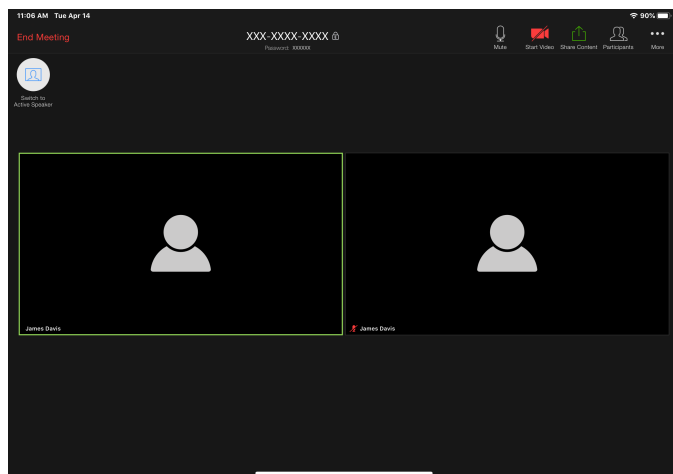 11:06 AM Tue Apr 14
90%
End Meeting
XXX-XXXX-XXXX
Password: XXXXXX
Mute
Start Video
Share Content
Participants
More
Switch to
Active Speaker
James Davis
James Davis